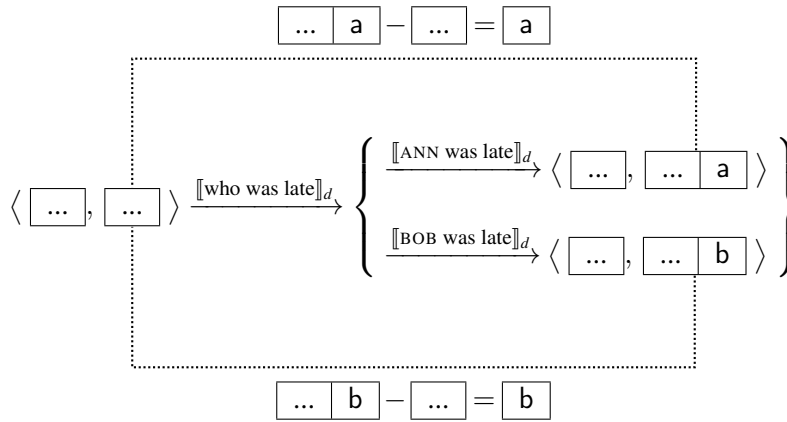 ... a − ... = a
⟦ANN was late⟧d ⟨ ... , ... a ⟩
⟨ ... , ... ⟩ ⟦who was late⟧d
⟦BOB was late⟧d ⟨ ... , ... b ⟩
... b − ... = b